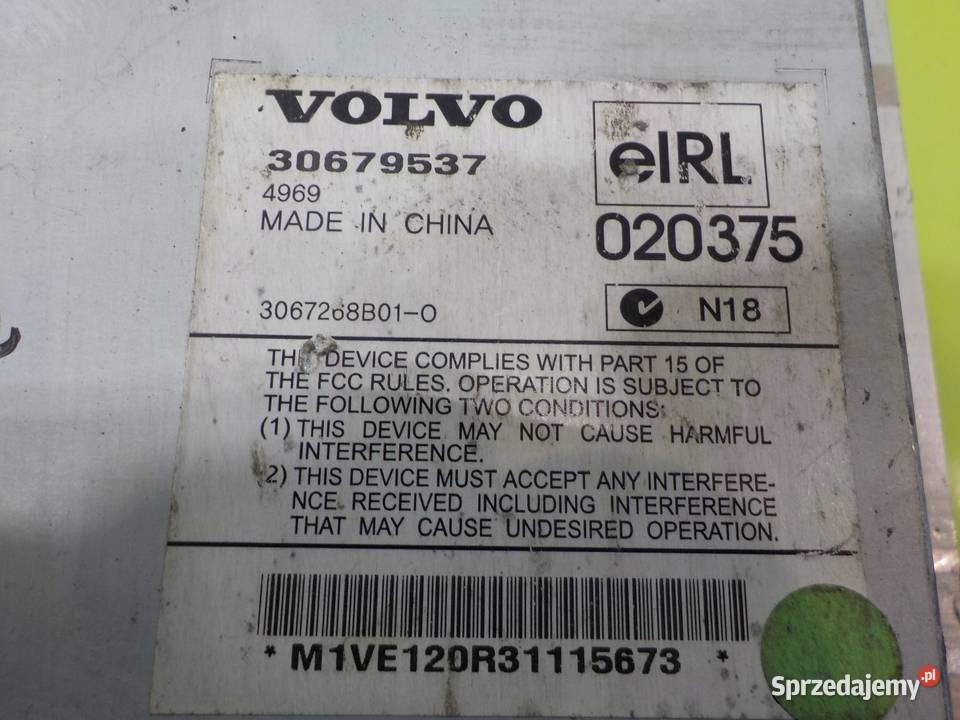 VOLVO
30679537
4969
MADE IN CHINA
eIRL
020375
3067268B01-O
N18
DEVICE COMPLIES WITH PART 15 OF
THE FCC RULES. OPERATION IS SUBJECT TO
THE FOLLOWING TWO CONDITIONS:
(1) THIS DEVICE MAY NOT CAUSE HARMFUL
INTERFERENCE.
2) THIS DEVICE MUST ACCEPT ANY INTERFERE-
NCE RECEIVED INCLUDING INTERFERENCE
THAT MAY CAUSE UNDESIRED OPERATION.
* M1VE120R31115673 *
Sprzedajemy.pl